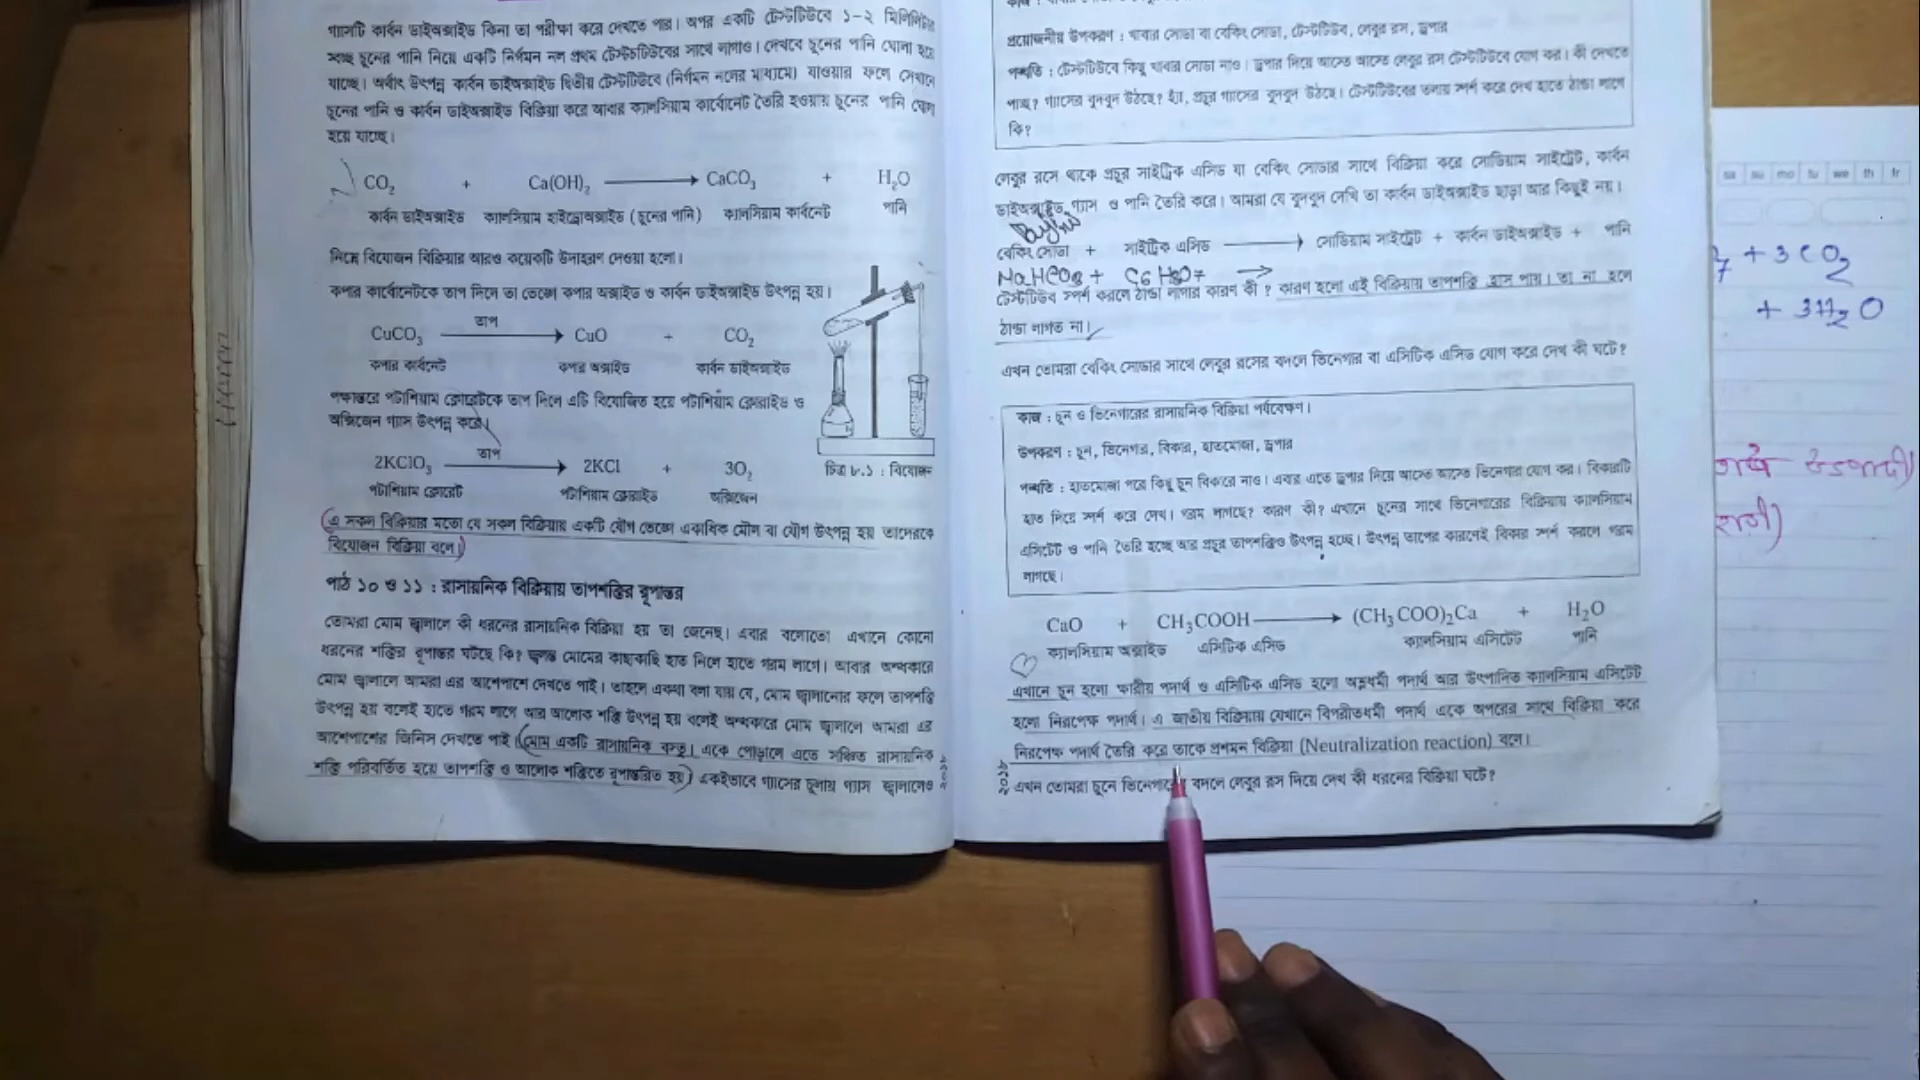 গ্যাসটি কার্বন ডাইঅক্সাইড কিনা তা পরীক্ষা করে দেখতে পার। অপর একটি টেস্টটিউবে ১-২ মিলিলিটার
স্বচ্ছ চুনের পানি নিয়ে একটি নির্গমন নল প্রথম টেস্টটিউবের সাথে লাগাও। দেখবে চুনের পানি ঘোলা হয়ে
যাচ্ছে। অর্থাৎ উৎপন্ন কার্বন ডাইঅক্সাইড দ্বিতীয় টেস্টটিউবে (নির্গমন নলের মাধ্যমে) যাওয়ার ফলে সেখানে
চুনের পানি ও কার্বন ডাইঅক্সাইড বিক্রিয়া করে আবার ক্যালসিয়াম কার্বোনেট তৈরি হওয়ায় চুনের পানি ঘোলা
হয়ে যাচ্ছে।
CO₂ + Ca(OH)₂ ⟶ CaCO₃ + H₂O
কার্বন ডাইঅক্সাইড ক্যালসিয়াম হাইড্রোঅক্সাইড (চুনের পানি) ক্যালসিয়াম কার্বনেট পানি
নিম্নে বিযোজন বিক্রিয়ার আরও কয়েকটি উদাহরণ দেওয়া হলো।
কপার কার্বোনেটকে তাপ দিলে তা ভেঙ্গে কপার অক্সাইড ও কার্বন ডাইঅক্সাইড উৎপন্ন হয়।
তাপ
CuCO₃ ⟶ CuO + CO₂
কপার কার্বনেট কপার অক্সাইড কার্বন ডাইঅক্সাইড
পক্ষান্তরে পটাশিয়াম ক্লোরেটকে তাপ দিলে এটি বিযোজিত হয়ে পটাশিয়াম ক্লোরাইড ও
অক্সিজেন গ্যাস উৎপন্ন করে।
তাপ
2KClO₃ ⟶ 2KCl + 3O₂
পটাশিয়াম ক্লোরেট পটাশিয়াম ক্লোরাইড অক্সিজেন
চিত্র ৮.১ : বিযোজন
(এ সকল বিক্রিয়ার মতো যে সকল বিক্রিয়ায় একটি যৌগ ভেঙ্গে একাধিক মৌল বা যৌগ উৎপন্ন হয় তাদেরকে
বিযোজন বিক্রিয়া বলে।)
পাঠ ১০ ও ১১ : রাসায়নিক বিক্রিয়ায় তাপশক্তির রূপান্তর
তোমরা মোম জ্বালালে কী ধরনের রাসায়নিক বিক্রিয়া হয় তা জেনেছ। এবার বলোতো এখানে কোনো
ধরনের শক্তির রূপান্তর ঘটছে কি? জ্বলন্ত মোমের কাছাকাছি হাত নিলে হাতে গরম লাগে। আবার অন্ধকারে
মোম জ্বালালে আমরা এর আশেপাশে দেখতে পাই। তাহলে একথা বলা যায় যে, মোম জ্বালানোর ফলে তাপশক্তি
উৎপন্ন হয় বলেই হাতে গরম লাগে আর আলোক শক্তি উৎপন্ন হয় বলেই অন্ধকারে মোম জ্বালালে আমরা এর
আশেপাশের জিনিস দেখতে পাই। (মোম একটি রাসায়নিক বস্তু। একে পোড়ালে এতে সঞ্চিত রাসায়নিক
শক্তি পরিবর্তিত হয়ে তাপশক্তি ও আলোক শক্তিতে রূপান্তরিত হয়।) একইভাবে গ্যাসের চুলায় গ্যাস জ্বালালেও
প্রয়োজনীয় উপকরণ : খাবার সোডা বা বেকিং সোডা, টেস্টটিউব, লেবুর রস, ড্রপার
পদ্ধতি : টেস্টটিউবে কিছু খাবার সোডা নাও। ড্রপার দিয়ে আস্তে আস্তে লেবুর রস টেস্টটিউবে যোগ কর। কী দেখতে
পাচ্ছ? গ্যাসের বুদবুদ উঠছে? হ্যাঁ, প্রচুর গ্যাসের বুদবুদ উঠছে। টেস্টটিউবের তলায় স্পর্শ করে দেখ হাতে ঠান্ডা লাগে
কি?
লেবুর রসে থাকে প্রচুর সাইট্রিক এসিড যা বেকিং সোডার সাথে বিক্রিয়া করে সোডিয়াম সাইট্রেট, কার্বন
ডাইঅক্সাইড গ্যাস ও পানি তৈরি করে। আমরা যে বুদবুদ দেখি তা কার্বন ডাইঅক্সাইড ছাড়া আর কিছুই নয়।
বেকিং সোডা + সাইট্রিক এসিড ⟶ সোডিয়াম সাইট্রেট + কার্বন ডাইঅক্সাইড + পানি
NaHCO₃ + C6H8O7 →
টেস্টটিউব স্পর্শ করলে ঠান্ডা লাগার কারণ কী? কারণ হলো এই বিক্রিয়ায় তাপশক্তি হ্রাস পায়। তা না হলে
ঠান্ডা লাগত না।
এখন তোমরা বেকিং সোডার সাথে লেবুর রসের বদলে ভিনেগার বা এসিটিক এসিড যোগ করে দেখ কী ঘটে?
কাজ : চুন ও ভিনেগারের রাসায়নিক বিক্রিয়া পর্যবেক্ষণ।
উপকরণ : চুন, ভিনেগার, বিকার, হাতমোজা, ড্রপার
পদ্ধতি : হাতমোজা পরে কিছু চুন বিকারে নাও। এবার এতে ড্রপার দিয়ে আস্তে আস্তে ভিনেগার যোগ কর। বিকারটি
হাত দিয়ে স্পর্শ করে দেখ। গরম লাগছে? কারণ কী? এখানে চুনের সাথে ভিনেগারের বিক্রিয়ায় ক্যালসিয়াম
এসিটেট ও পানি তৈরি হচ্ছে আর প্রচুর তাপশক্তিও উৎপন্ন হচ্ছে। উৎপন্ন তাপের কারণেই বিকার স্পর্শ করলে গরম
লাগছে।
CaO + CH₃COOH ⟶ (CH₃COO)₂Ca + H₂O
ক্যালসিয়াম অক্সাইড এসিটিক এসিড ক্যালসিয়াম এসিটেট পানি
এখানে চুন হলো ক্ষারীয় পদার্থ ও এসিটিক এসিড হলো অম্লধর্মী পদার্থ আর উৎপাদিত ক্যালসিয়াম এসিটেট
হলো নিরপেক্ষ পদার্থ। এ জাতীয় বিক্রিয়ায় যেখানে বিপরীতধর্মী পদার্থ একে অপরের সাথে বিক্রিয়া করে
নিরপেক্ষ পদার্থ তৈরি করে তাকে প্রশমন বিক্রিয়া (Neutralization reaction) বলে।
এখন তোমরা চুনে ভিনেগারের বদলে লেবুর রস দিয়ে দেখ কী ধরনের বিক্রিয়া ঘটে?
sa su mo tu we th fr
7 + 3CO₂
+ 3H₂O